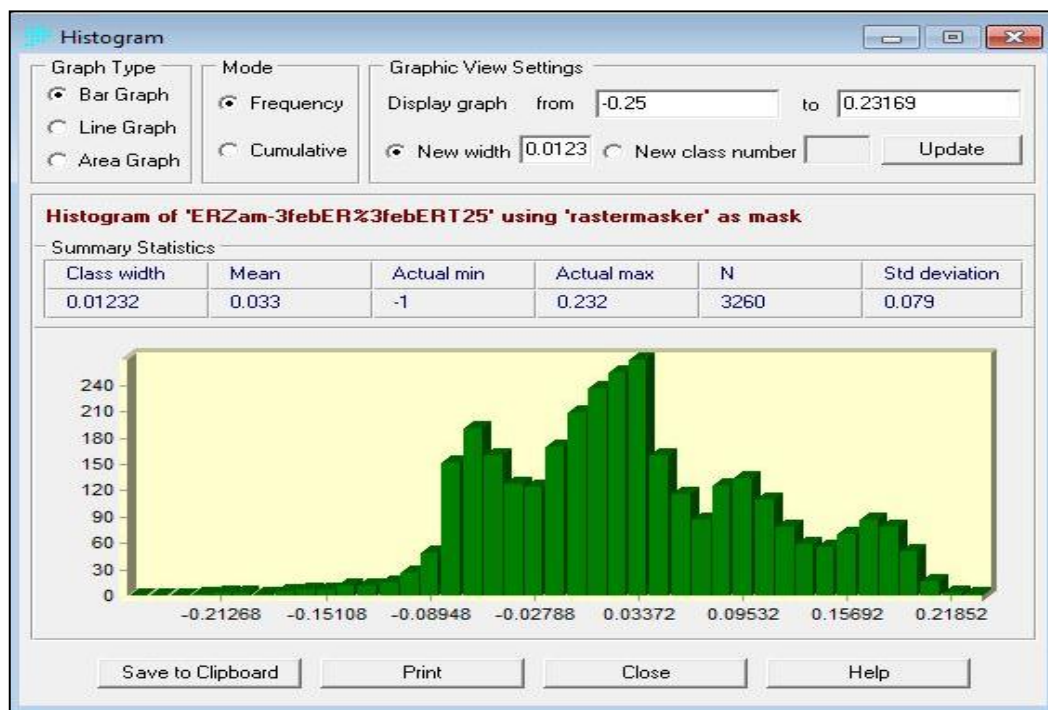 Histogram
Graph Type
Bar Graph
Line Graph
Area Graph
Mode
Frequency
Cumulative
Graphic View Settings
Display graph from -0.25 to 0.23169
New width 0.0123 New class number Update
Histogram of 'ERZam-3febER%3febERT25' using 'rastermasker' as mask
Summary Statistics
Class width Mean Actual min Actual max N Std deviation
0.01232 0.033 -1 0.232 3260 0.079
240
210
180
150
120
90
60
30
0
-0.21268 -0.15108 -0.08948 -0.02788 0.03372 0.09532 0.15692 0.21852
Save to Clipboard Print Close Help